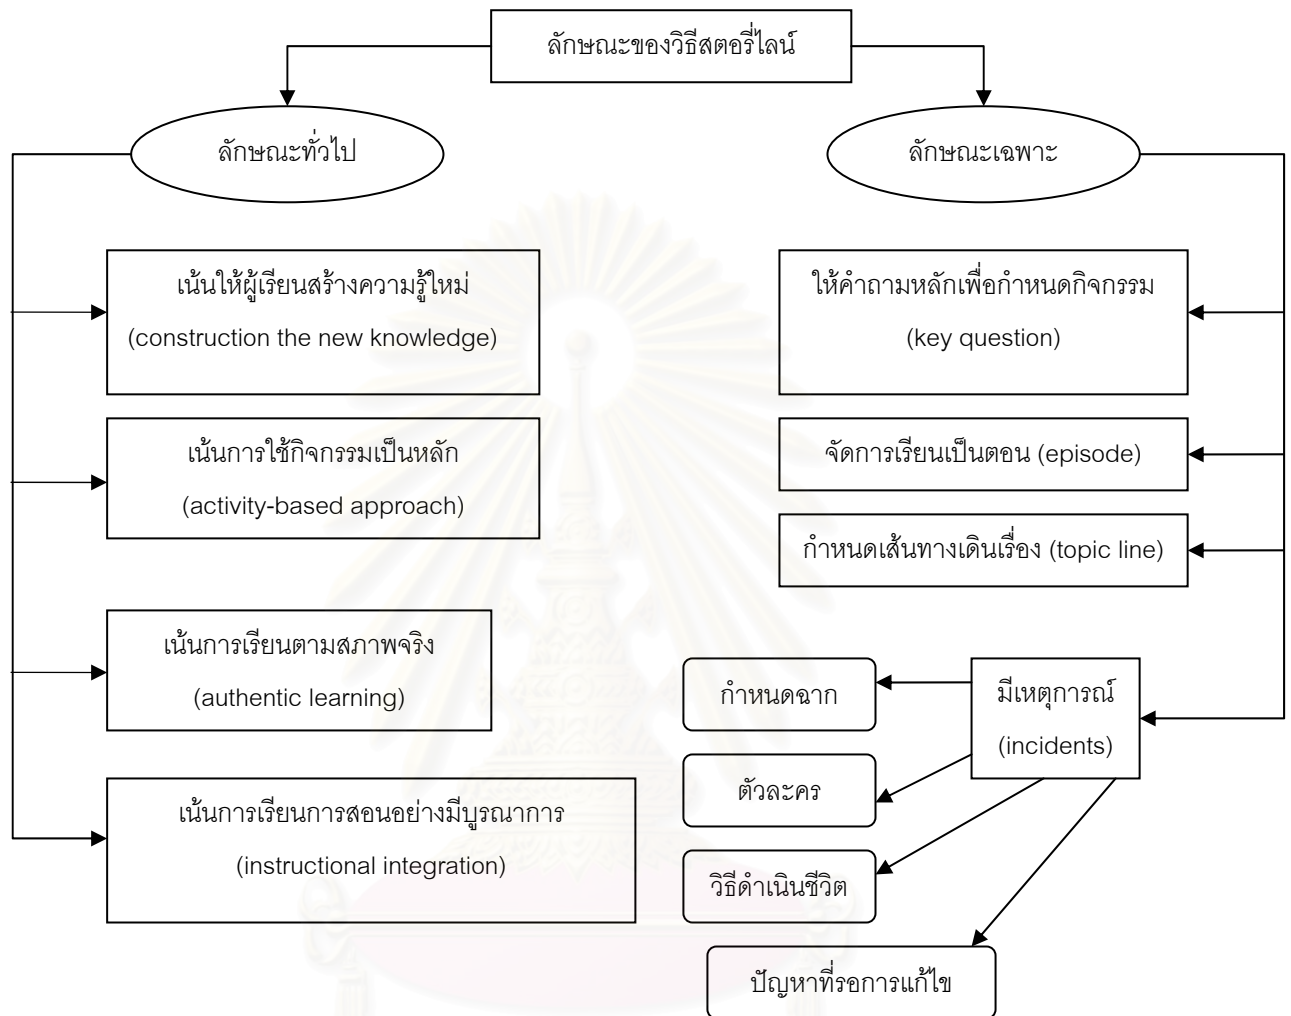 ลักษณะของวิธีสตอรี่ไลน์
ลักษณะทั่วไป
เน้นให้ผู้เรียนสร้างความรู้ใหม่
(construction the new knowledge)
เน้นการใช้กิจกรรมเป็นหลัก
(activity-based approach)
เน้นการเรียนตามสภาพจริง
(authentic learning)
เน้นการเรียนการสอนอย่างมีบูรณาการ
(instructional integration)
ลักษณะเฉพาะ
ให้คำถามหลักเพื่อกำหนดกิจกรรม
(key question)
จัดการเรียนเป็นตอน (episode)
กำหนดเส้นทางเดินเรื่อง (topic line)
มีเหตุการณ์
(incidents)
กำหนดฉาก
ตัวละคร
วิธีดำเนินชีวิต
ปัญหาที่รอการแก้ไข